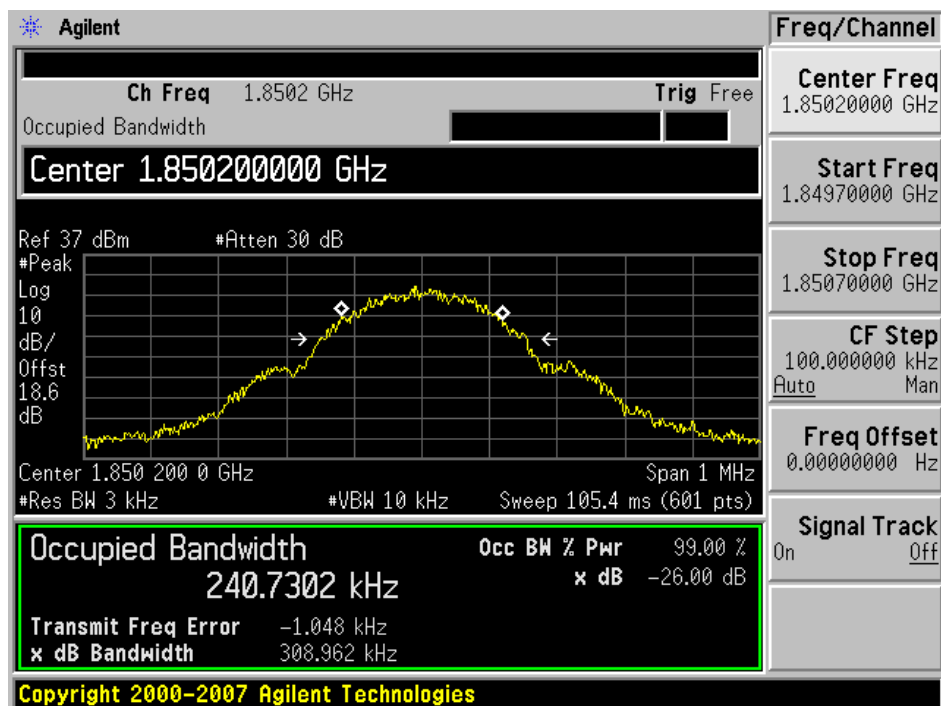 Agilent
Freq/Channel
Ch Freq 1.8502 GHz Trig Free
Occupied Bandwidth
Center 1.850200000 GHz
Ref 37 dBm #Atten 30 dB
#Peak
Log
10
dB/
Offst
18.6
dB
Center 1.850 200 0 GHz Span 1 MHz
#Res BW 3 kHz #VBW 10 kHz Sweep 105.4 ms (601 pts)
Occupied Bandwidth
240.7302 kHz
Occ BW % Pwr 99.00 %
x dB -26.00 dB
Transmit Freq Error -1.048 kHz
x dB Bandwidth 308.962 kHz
Center Freq
1.85020000 GHz
Start Freq
1.84970000 GHz
Stop Freq
1.85070000 GHz
CF Step
100.000000 kHz
Auto Man
Freq Offset
0.00000000 Hz
Signal Track
On Off
Copyright 2000-2007 Agilent Technologies